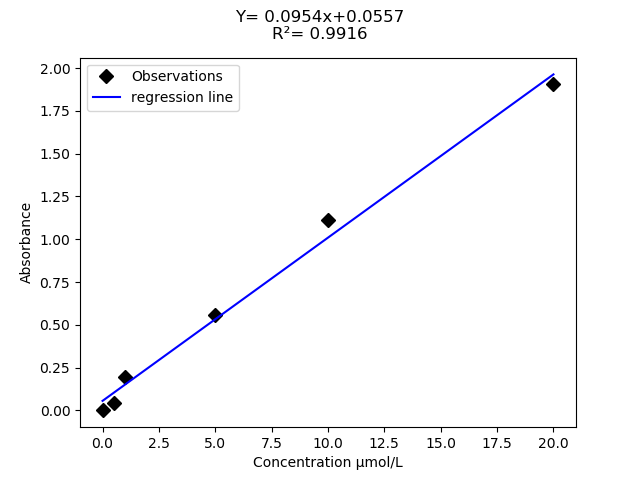 Y= 0.0954x+0.0557
R²= 0.9916
Observations
regression line
2.00
1.75
1.50
1.25
1.00
0.75
0.50
0.25
0.00
Absorbance
0.0 2.5 5.0 7.5 10.0 12.5 15.0 17.5 20.0
Concentration μmol/L